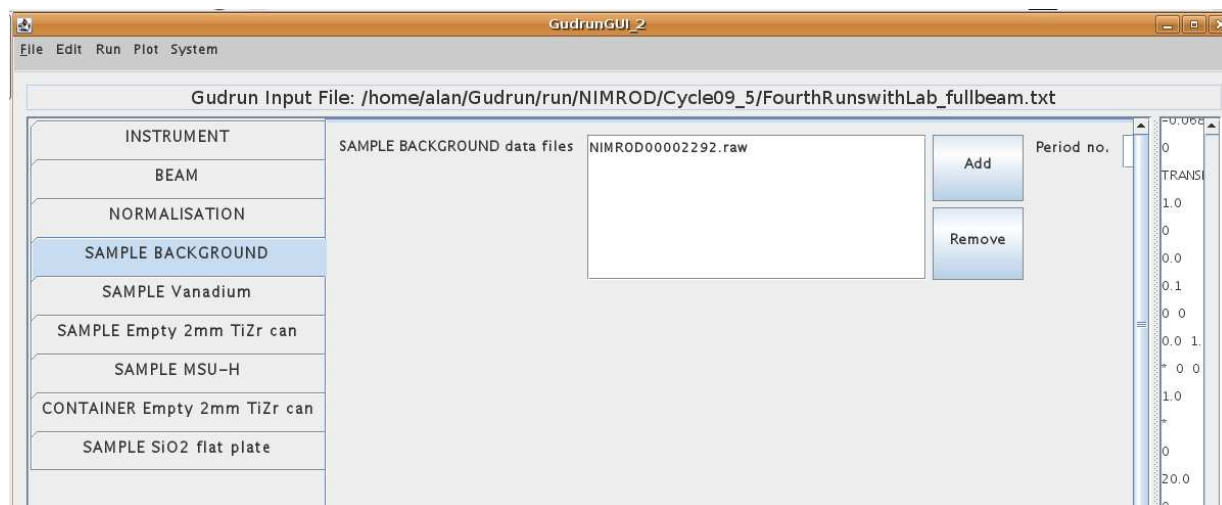 GudrunGUI_2
File Edit Run Plot System
Gudrun Input File: /home/alan/Gudrun/run/NIMROD/Cycle09_5/FourthRunswithLab_fullbeam.txt
INSTRUMENT
BEAM
NORMALISATION
SAMPLE BACKGROUND
SAMPLE Vanadium
SAMPLE Empty 2mm TiZr can
SAMPLE MSU-H
CONTAINER Empty 2mm TiZr can
SAMPLE SiO2 flat plate
SAMPLE BACKGROUND data files
NIMROD00002292.raw
Add
Remove
Period no.
-0.068
0
TRANSI
1.0
0
0.0
0.1
0 0
0.0 1.
* 0 0
1.0
*
0
20.0